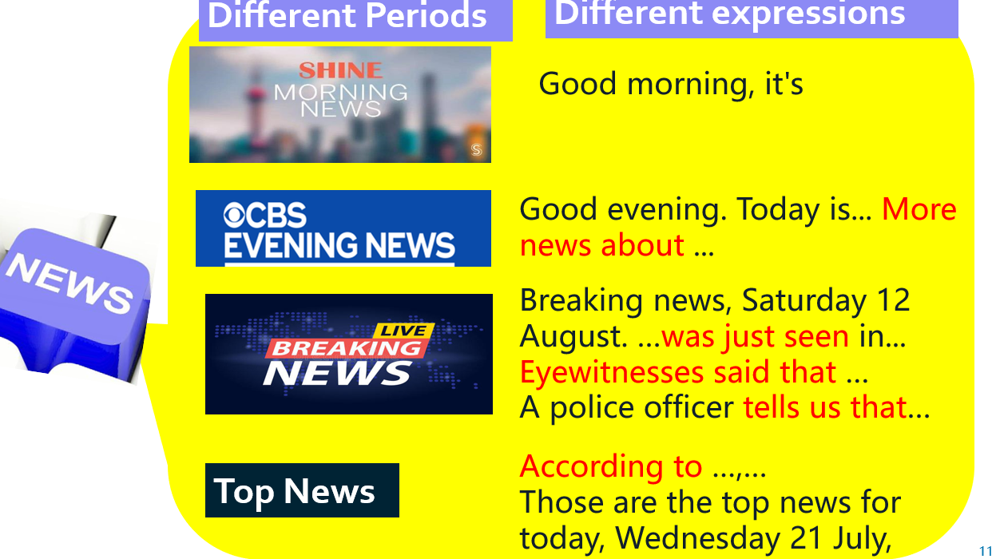 Different Periods
Different expressions
SHINE
MORNING
NEWS
S
Good morning, it's
CBS
EVENING NEWS
Good evening. Today is... More
news about ...
NEWS
LIVE
BREAKING
NEWS
Breaking news, Saturday 12
August. …was just seen in...
Eyewitnesses said that …
A police officer tells us that…
Top News
According to …,…
Those are the top news for
today, Wednesday 21 July,
11